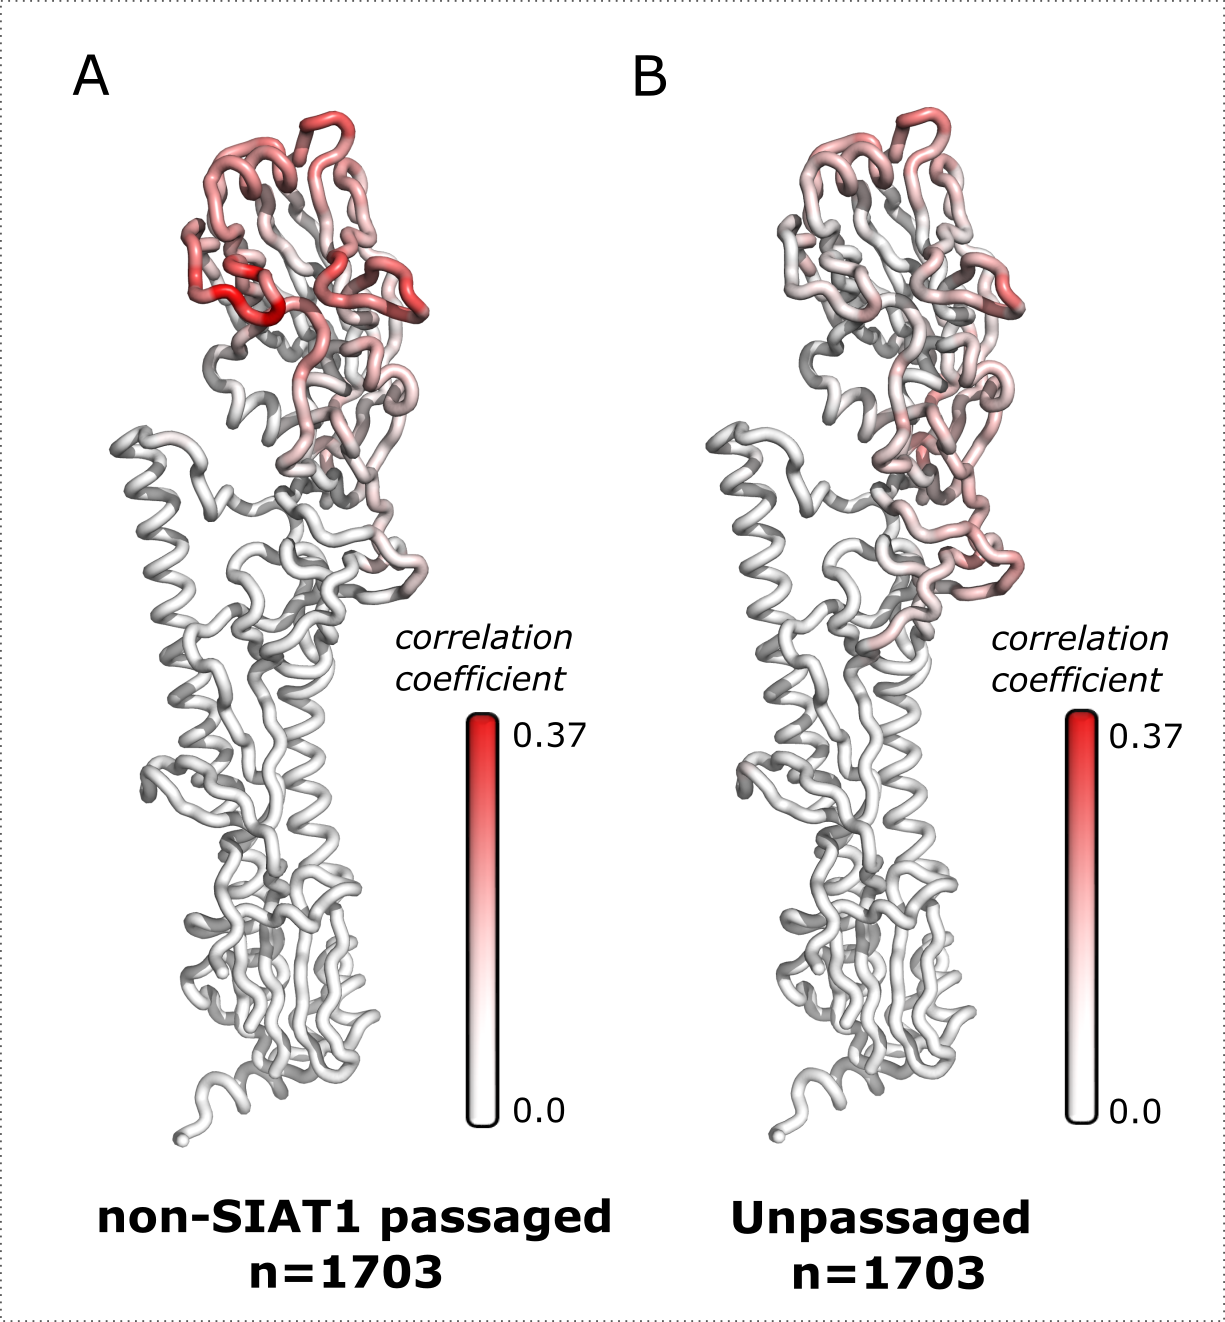 A
B
correlation
coefficient
0.37
0.0
correlation
coefficient
0.37
0.0
non-SIAT1 passaged
n=1703
Unpassaged
n=1703